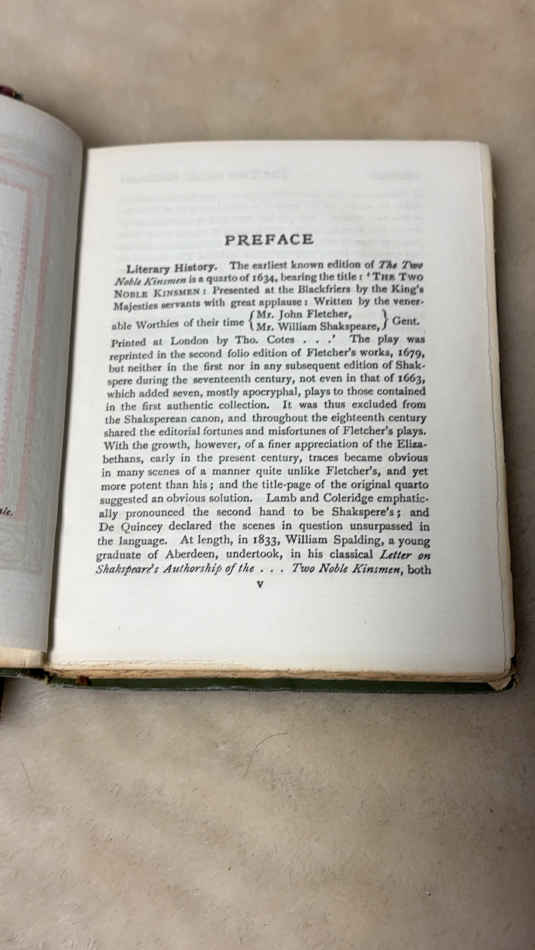 PREFACE
Literary History. The earliest known edition of The Two
Noble Kinsmen is a quarto of 1634, bearing the title : ‘ THE TWO
NOBLE KINSMEN : Presented at the Blackfriers by the King's
Majesties servants with great applause : Written by the vener-
able Worthies of their time { Mr. John Fletcher, Mr. William Shakspeare, } Gent.
Printed at London by Tho. Cotes . . .’ The play was
reprinted in the second folio edition of Fletcher's works, 1679,
but neither in the first nor in any subsequent edition of Shak-
spere during the seventeenth century, not even in that of 1663,
which added seven, mostly apocryphal, plays to those contained
in the first authentic collection. It was thus excluded from
the Shaksperean canon, and throughout the eighteenth century
shared the editorial fortunes and misfortunes of Fletcher's plays.
With the growth, however, of a finer appreciation of the Eliza-
bethans, early in the present century, traces became obvious
in many scenes of a manner quite unlike Fletcher's, and yet
more potent than his ; and the title-page of the original quarto
suggested an obvious solution. Lamb and Coleridge emphatic-
ally pronounced the second hand to be Shakspere's ; and
De Quincey declared the scenes in question unsurpassed in
the language. At length, in 1833, William Spalding, a young
graduate of Aberdeen, undertook, in his classical Letter on
Shakspeare's Authorship of the . . . Two Noble Kinsmen, both
v